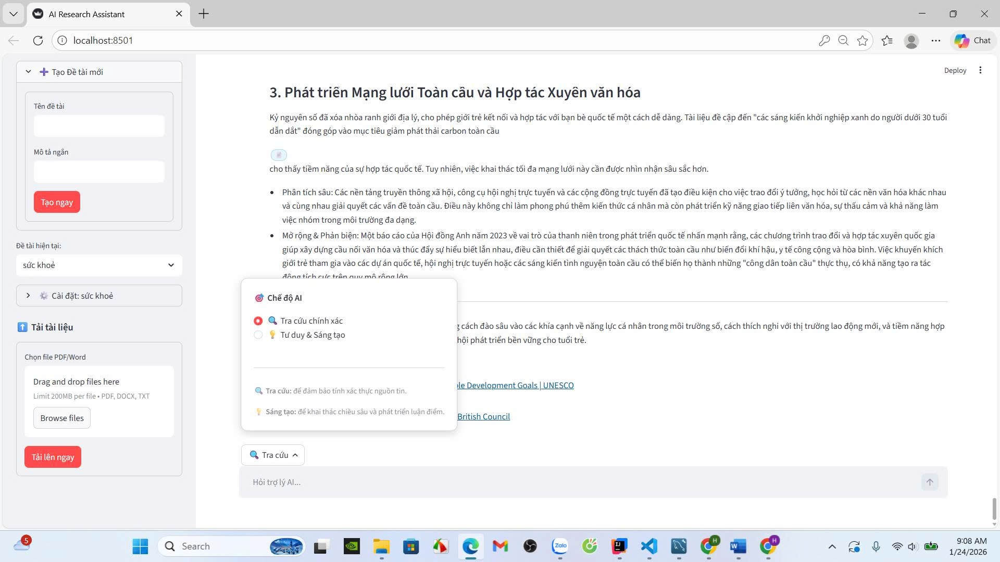 AI Research Assistant
localhost:8501
Chat
Tạo Đề tài mới
Tên đề tài
Mô tả ngắn
Tạo ngay
Đề tài hiện tại:
sức khoẻ
Cài đặt: sức khoẻ
Tải tài liệu
Chọn file PDF/Word
Drag and drop files here
Limit 200MB per file • PDF, DOCX, TXT
Browse files
Tải lên ngay
Deploy
3. Phát triển Mạng lưới Toàn cầu và Hợp tác Xuyên văn hóa
Kỷ nguyên số đã xóa nhòa ranh giới địa lý, cho phép giới trẻ kết nối và hợp tác với bạn bè quốc tế một cách dễ dàng. Tài liệu đề cập đến "các sáng kiến khởi nghiệp xanh do người dưới 30 tuổi
dẫn dắt" đóng góp vào mục tiêu giảm phát thải carbon toàn cầu
cho thấy tiềm năng của sự hợp tác quốc tế. Tuy nhiên, việc khai thác tối đa mạng lưới này cần được nhìn nhận sâu sắc hơn.
Phân tích sâu: Các nền tảng truyền thông xã hội, công cụ hội nghị trực tuyến và các cộng đồng trực tuyến đã tạo điều kiện cho việc trao đổi ý tưởng, học hỏi từ các nền văn hóa khác nhau
và cùng nhau giải quyết các vấn đề toàn cầu. Điều này không chỉ làm phong phú thêm kiến thức cá nhân mà còn phát triển kỹ năng giao tiếp liên văn hóa, sự thấu cảm và khả năng làm
việc nhóm trong môi trường đa dạng.
Mở rộng & Phản biện: Một báo cáo của Hội đồng Anh năm 2023 về vai trò của thanh niên trong phát triển quốc tế nhấn mạnh rằng, các chương trình trao đổi và hợp tác xuyên quốc gia
giúp xây dựng cầu nối văn hóa và thúc đẩy sự hiểu biết lẫn nhau, điều cần thiết để giải quyết các thách thức toàn cầu như biến đổi khí hậu, y tế công cộng và hòa bình. Việc khuyến khích
giới trẻ tham gia vào các dự án quốc tế, hội nghị trực tuyến hoặc các sáng kiến tình nguyện toàn cầu có thể biến họ thành những "công dân toàn cầu" thực thụ, có khả năng tạo ra tác
động tích cực trên quy mô rộng lớn.
Chế độ AI
Tra cứu chính xác
Tư duy & Sáng tạo
Tra cứu: để đảm bảo tính xác thực nguồn tin.
Sáng tạo: để khai thác chiều sâu và phát triển luận điểm.
cách đào sâu vào các khía cạnh về năng lực cá nhân trong môi trường số, cách thích nghi với thị trường lao động mới, và tiềm năng hợp
hội phát triển bền vững cho tuổi trẻ.
Development Goals | UNESCO
British Council
Tra cứu
Hỏi trợ lý AI...
5
Search
Zalo
H
H
9:08 AM
1/24/2026